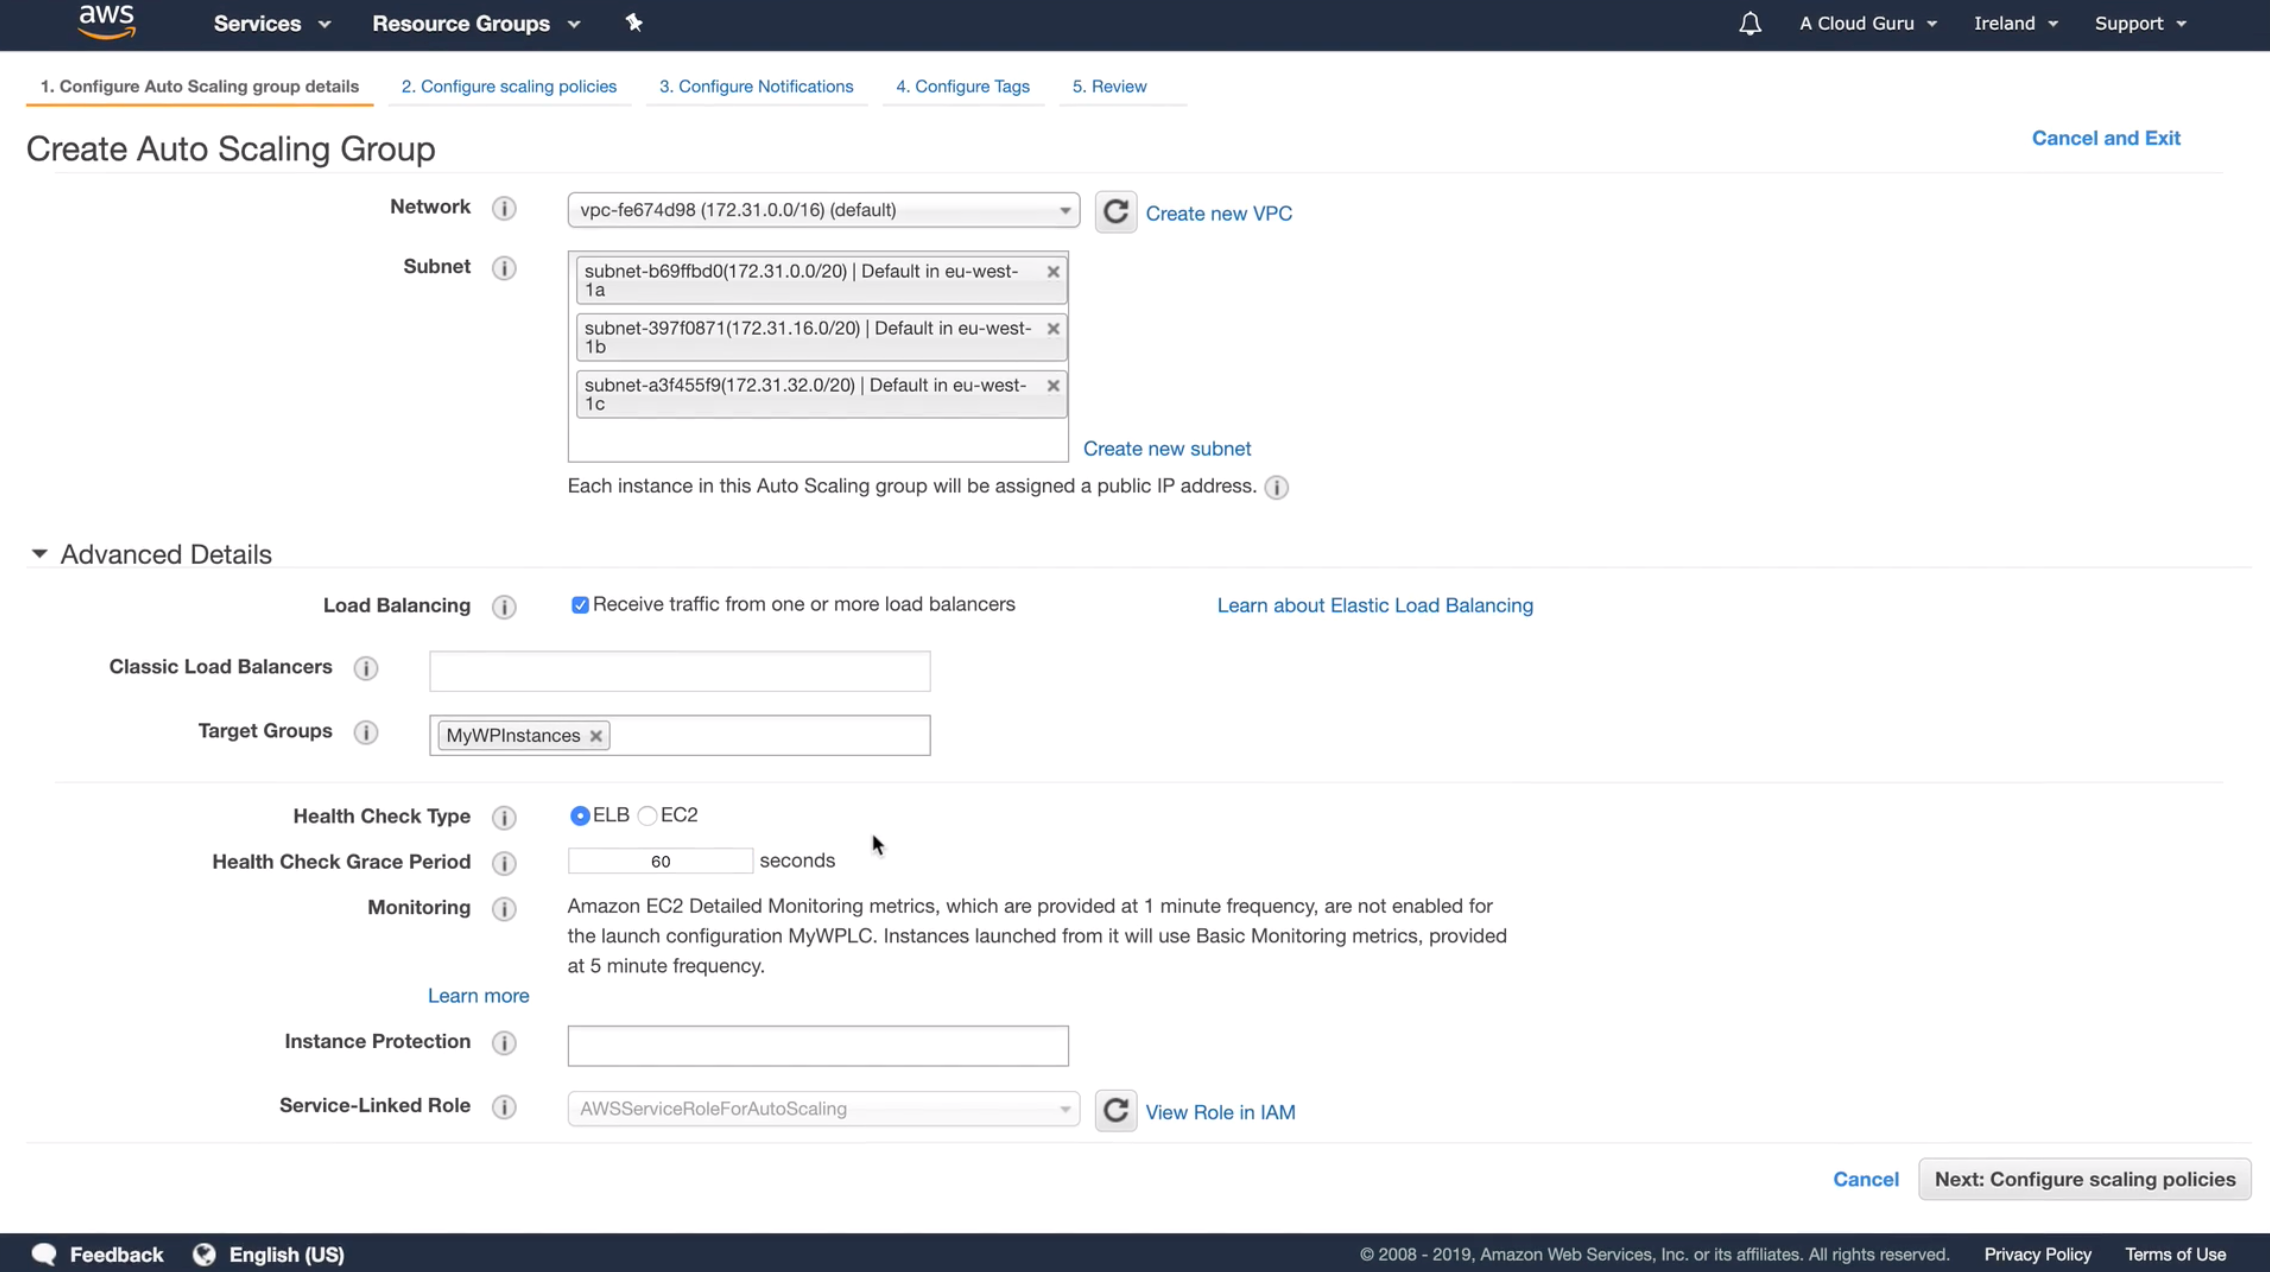 aws Services Resource Groups A Cloud Guru Ireland Support
1. Configure Auto Scaling group details 2. Configure scaling policies 3. Configure Notifications 4. Configure Tags 5. Review
Create Auto Scaling Group
Cancel and Exit
Network i vpc-fe674d98 (172.31.0.0/16) (default) Create new VPC
Subnet i subnet-b69ffbd0(172.31.0.0/20) | Default in eu-west-
1a
subnet-397f0871(172.31.16.0/20) | Default in eu-west-
1b
subnet-a3f455f9(172.31.32.0/20) | Default in eu-west-
1c
Create new subnet
Each instance in this Auto Scaling group will be assigned a public IP address. i
Advanced Details
Load Balancing i Receive traffic from one or more load balancers Learn about Elastic Load Balancing
Classic Load Balancers i
Target Groups i MyWPInstances
Health Check Type i ELB EC2
Health Check Grace Period i 60 seconds
Monitoring i Amazon EC2 Detailed Monitoring metrics, which are provided at 1 minute frequency, are not enabled for
the launch configuration MyWPLC. Instances launched from it will use Basic Monitoring metrics, provided
at 5 minute frequency.
Learn more
Instance Protection i
Service-Linked Role i AWSServiceRoleForAutoScaling View Role in IAM
Cancel Next: Configure scaling policies
Feedback English (US) © 2008 - 2019, Amazon Web Services, Inc. or its affiliates. All rights reserved. Privacy Policy Terms of Use